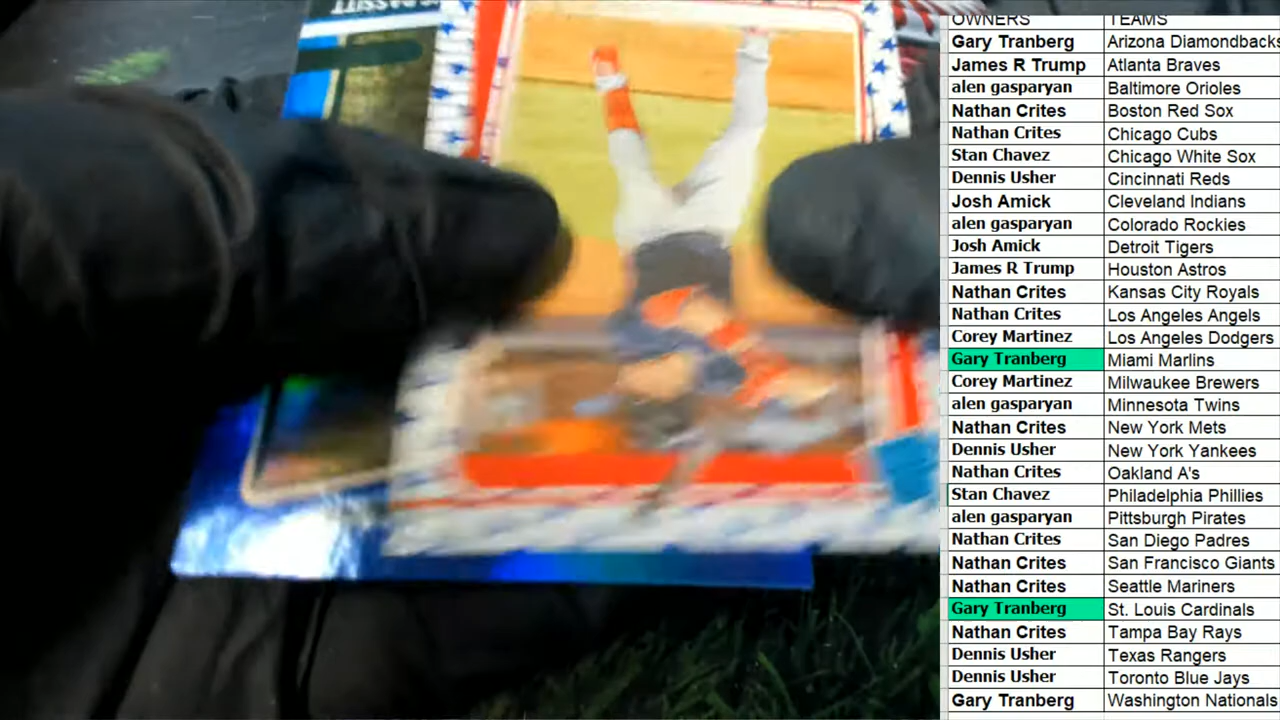 OWNERS TEAMS
Gary Tranberg Arizona Diamondbacks
James R Trump Atlanta Braves
alen gasparyan Baltimore Orioles
Nathan Crites Boston Red Sox
Nathan Crites Chicago Cubs
Stan Chavez Chicago White Sox
Dennis Usher Cincinnati Reds
Josh Amick Cleveland Indians
alen gasparyan Colorado Rockies
Josh Amick Detroit Tigers
James R Trump Houston Astros
Nathan Crites Kansas City Royals
Nathan Crites Los Angeles Angels
Corey Martinez Los Angeles Dodgers
Gary Tranberg Miami Marlins
Corey Martinez Milwaukee Brewers
alen gasparyan Minnesota Twins
Nathan Crites New York Mets
Dennis Usher New York Yankees
Nathan Crites Oakland A's
Stan Chavez Philadelphia Phillies
alen gasparyan Pittsburgh Pirates
Nathan Crites San Diego Padres
Nathan Crites San Francisco Giants
Nathan Crites Seattle Mariners
Gary Tranberg St. Louis Cardinals
Nathan Crites Tampa Bay Rays
Dennis Usher Texas Rangers
Dennis Usher Toronto Blue Jays
Gary Tranberg Washington Nationals